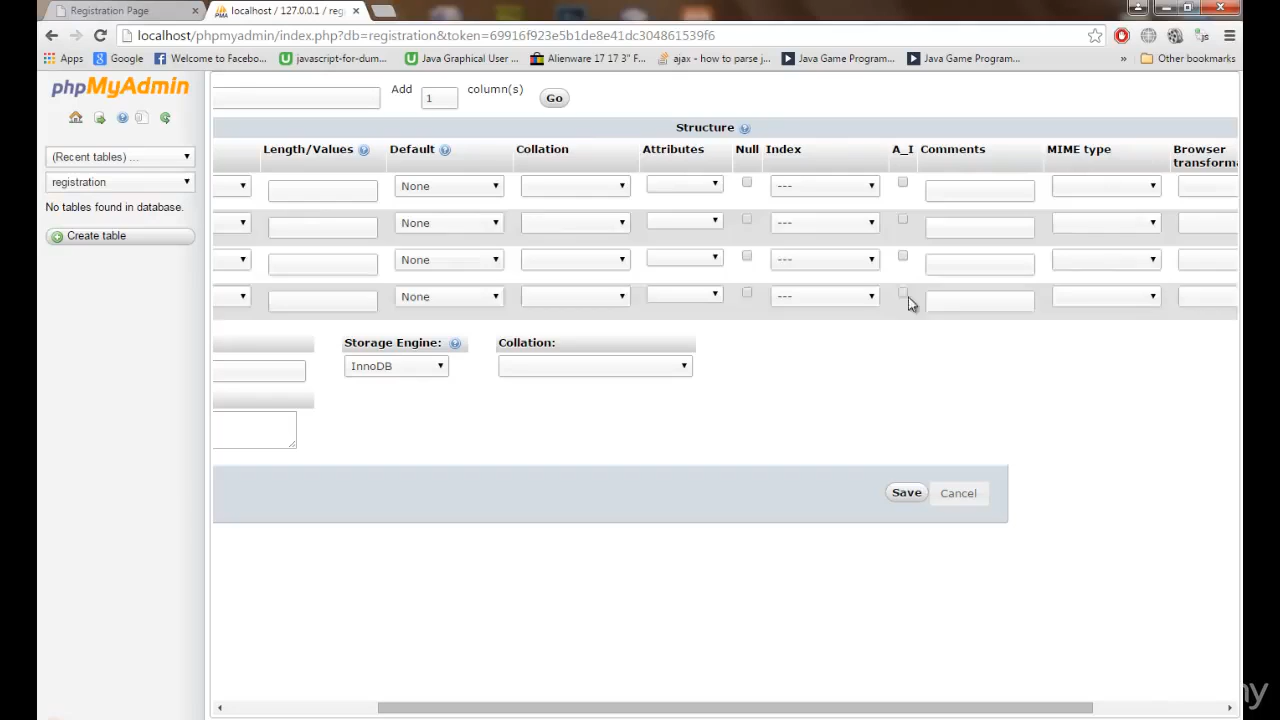 Registration Page
localhost / 127.0.0.1 / reg
localhost/phpmyadmin/index.php?db=registration&token=69916f923e5b1de8e41dc304861539f6
Apps
Google
Welcome to Facebo...
javascript-for-dum...
Java Graphical User ...
Alienware 17 17 3" F...
ajax - how to parse j...
Java Game Program...
Java Game Program...
»
Other bookmarks
phpMyAdmin
Add 1 column(s) Go
(Recent tables) ...
registration
No tables found in database.
Create table
Structure
Length/Values Default Collation Attributes Null Index A_I Comments MIME type Browser transforma
None ---
None ---
None ---
None ---
Storage Engine: Collation:
InnoDB
Save Cancel
ny